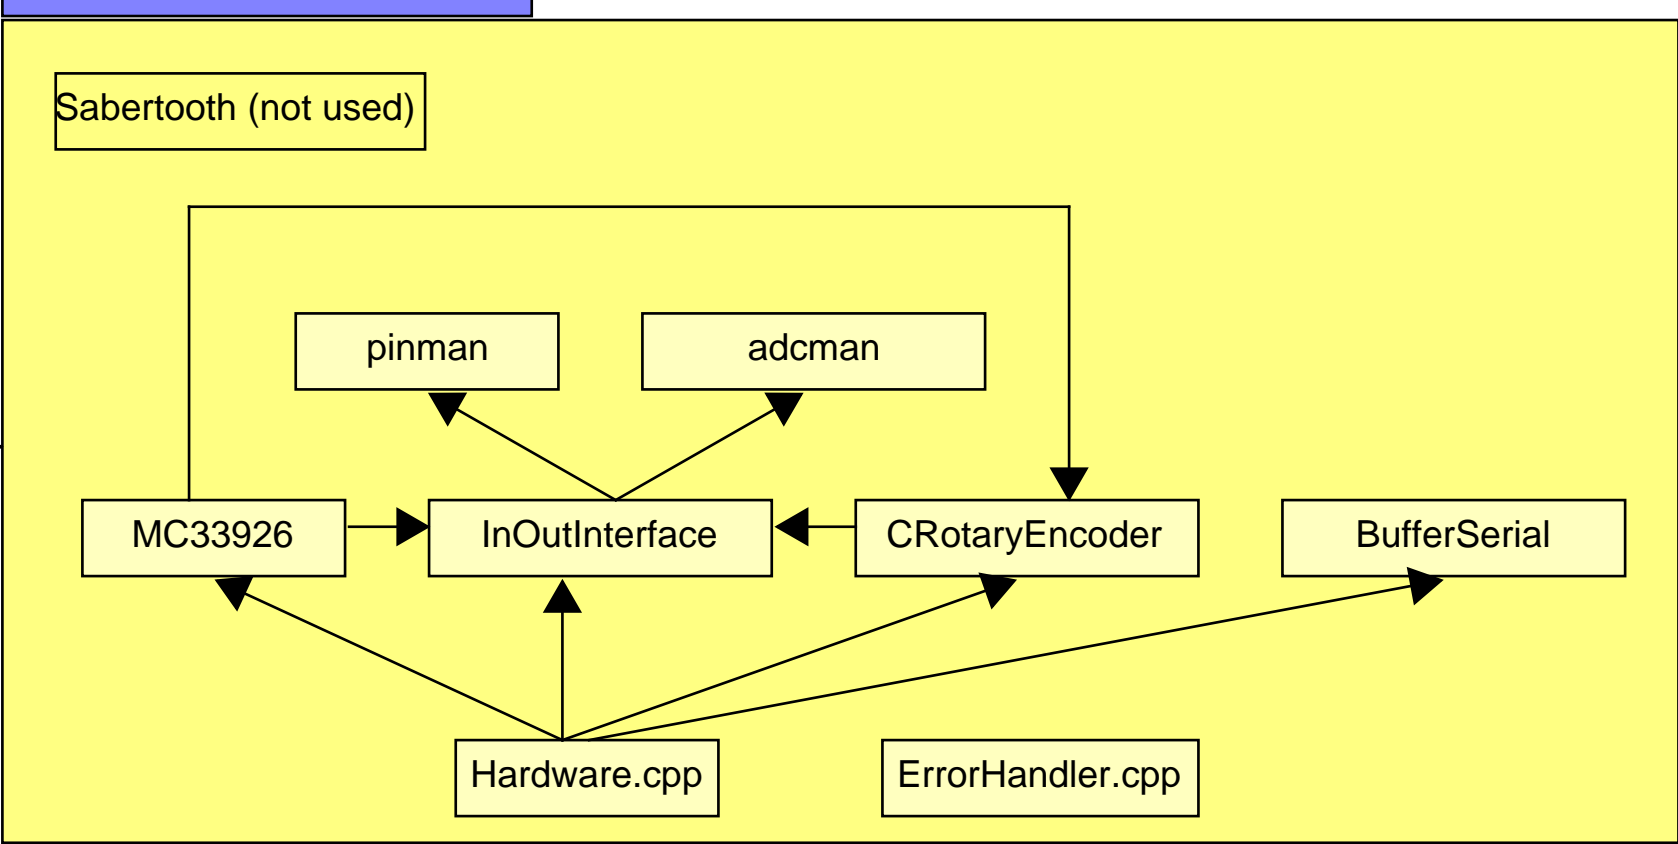 Sabertooth (not used)
pinman
adcman
MC33926
InOutInterface
CRotaryEncoder
BufferSerial
Hardware.cpp
ErrorHandler.cpp